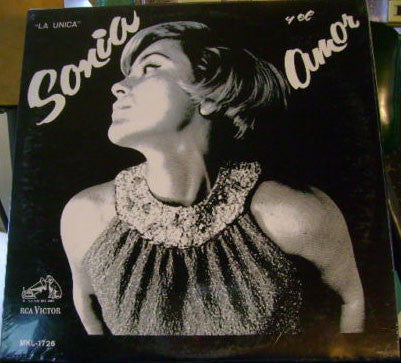 "LA UNICA"
Sonia
y el
amor
RCA VICTOR
MKL-1726